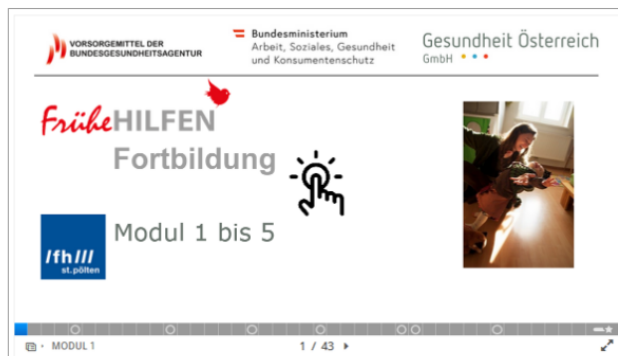 VORSORGEMITTEL DER
BUNDESGESUNDHEITSAGENTUR
Bundesministerium
Arbeit, Soziales, Gesundheit
und Konsumentenschutz
Gesundheit Österreich
GmbH
FrüheHILFEN
Fortbildung
Modul 1 bis 5
/fh///
st.pölten
MODUL 1
1 / 43